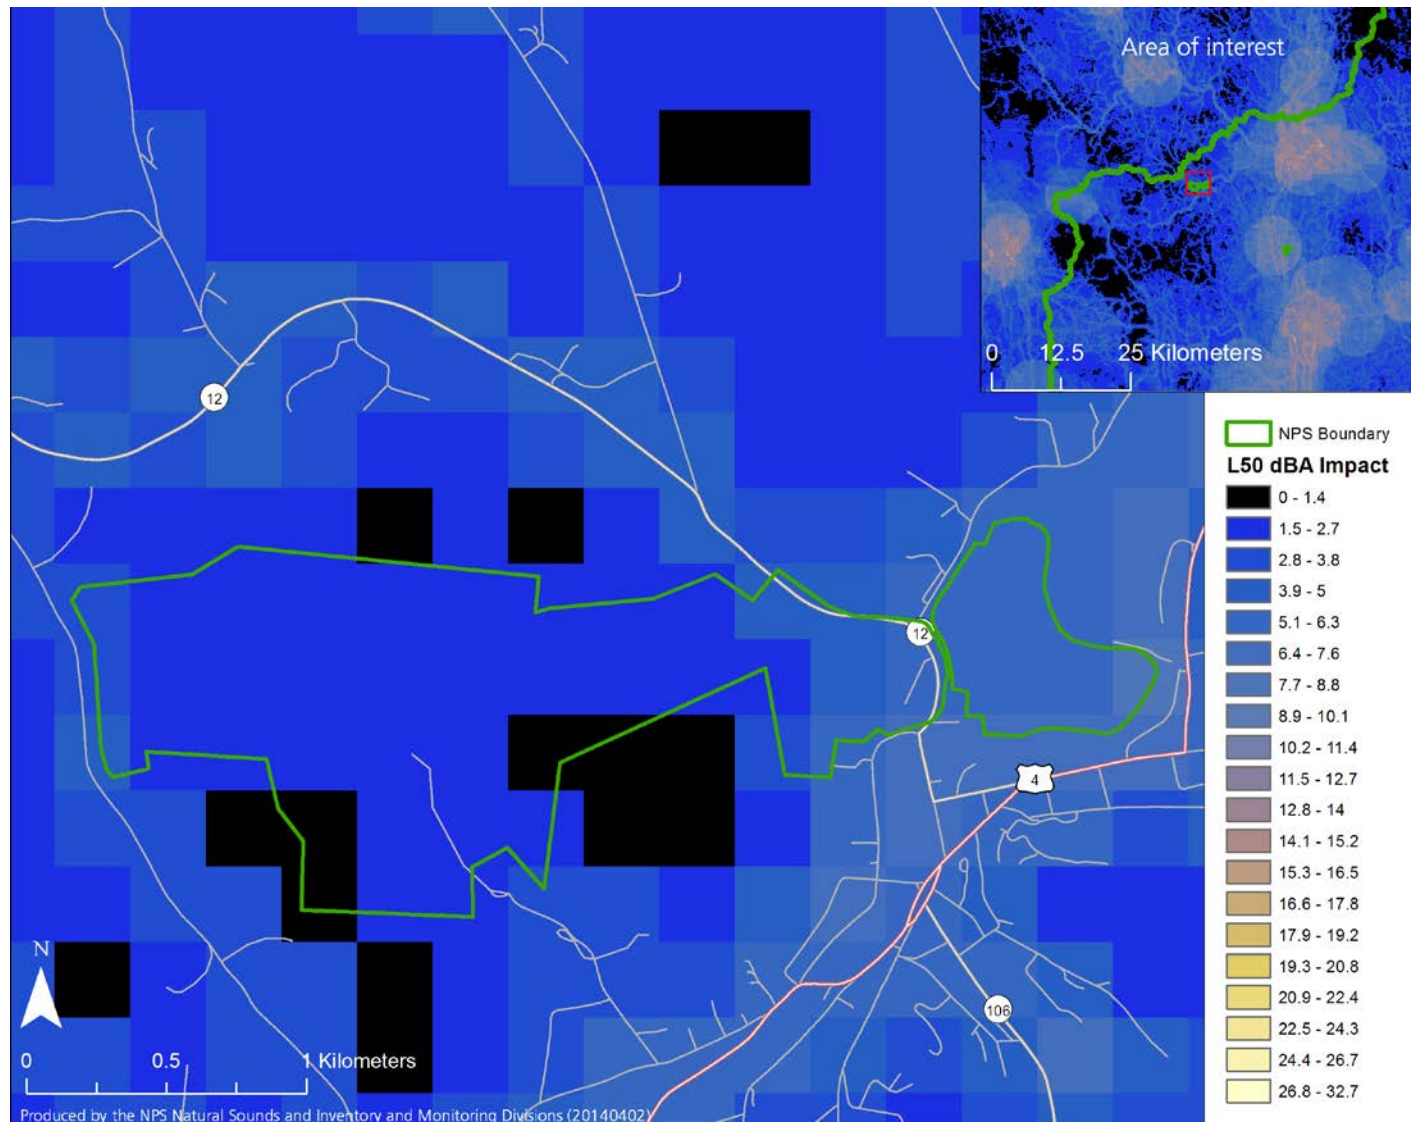 Area of interest
0 12.5 25 Kilometers
12
12
4
106
NPS Boundary
L50 dBA Impact
0 - 1.4
1.5 - 2.7
2.8 - 3.8
3.9 - 5
5.1 - 6.3
6.4 - 7.6
7.7 - 8.8
8.9 - 10.1
10.2 - 11.4
11.5 - 12.7
12.8 - 14
14.1 - 15.2
15.3 - 16.5
16.6 - 17.8
17.9 - 19.2
19.3 - 20.8
20.9 - 22.4
22.5 - 24.3
24.4 - 26.7
26.8 - 32.7
N
0 0.5 1 Kilometers
Produced by the NPS Natural Sounds and Inventory and Monitoring Divisions (20140402)